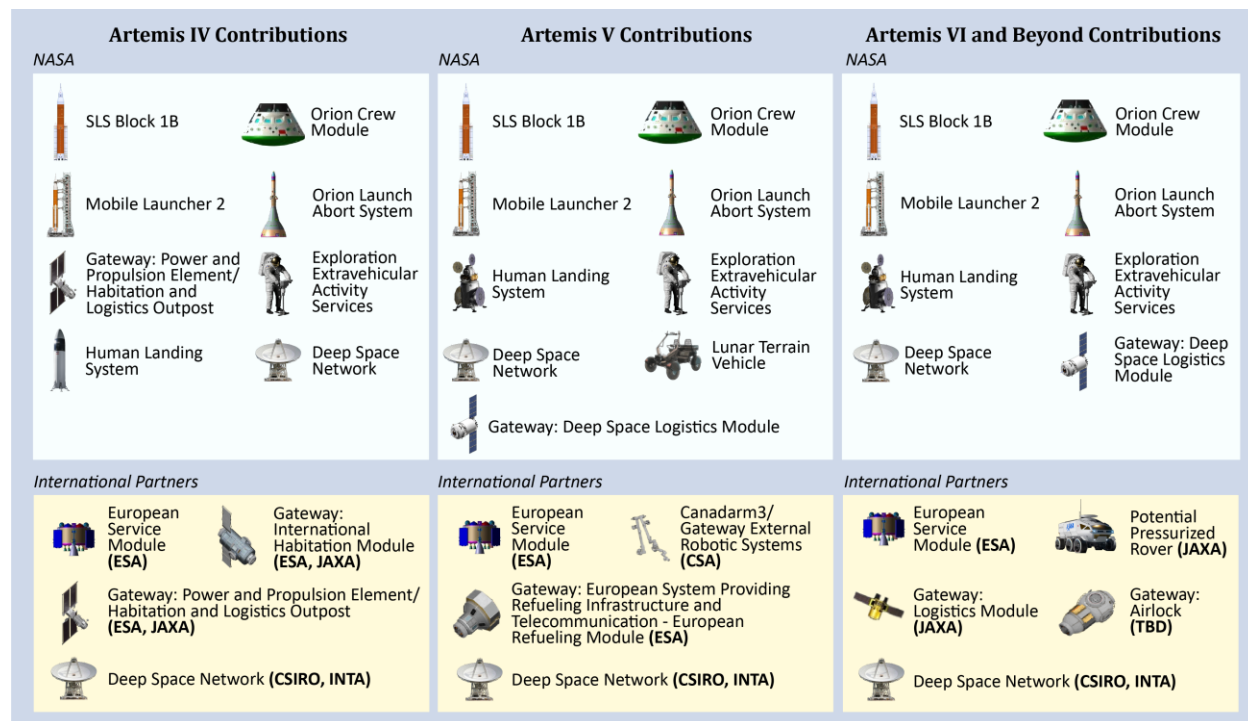 Artemis IV Contributions
NASA
SLS Block 1B
Orion Crew
Module
Mobile Launcher 2
Orion Launch
Abort System
Gateway: Power and
Propulsion Element/
Habitation and
Logistics Outpost
Exploration
Extravehicular
Activity
Services
Human Landing
System
Deep Space
Network
International Partners
European
Service
Module
(ESA)
Gateway:
International
Habitation Module
(ESA, JAXA)
Gateway: Power and Propulsion Element/
Habitation and Logistics Outpost
(ESA, JAXA)
Deep Space Network (CSIRO, INTA)
Artemis V Contributions
NASA
SLS Block 1B
Orion Crew
Module
Mobile Launcher 2
Orion Launch
Abort System
Human Landing
System
Exploration
Extravehicular
Activity
Services
Deep Space
Network
Lunar Terrain
Vehicle
Gateway: Deep Space Logistics Module
International Partners
European
Service
Module
(ESA)
Canadarm3/
Gateway External
Robotic Systems
(CSA)
Gateway: European System Providing
Refueling Infrastructure and
Telecommunication - European
Refueling Module (ESA)
Deep Space Network (CSIRO, INTA)
Artemis VI and Beyond Contributions
NASA
SLS Block 1B
Orion Crew
Module
Mobile Launcher 2
Orion Launch
Abort System
Human Landing
System
Exploration
Extravehicular
Activity
Services
Deep Space
Network
Gateway: Deep
Space Logistics
Module
International Partners
European
Service
Module (ESA)
Potential
Pressurized
Rover (JAXA)
Gateway:
Logistics Module
(JAXA)
Gateway:
Airlock
(TBD)
Deep Space Network (CSIRO, INTA)